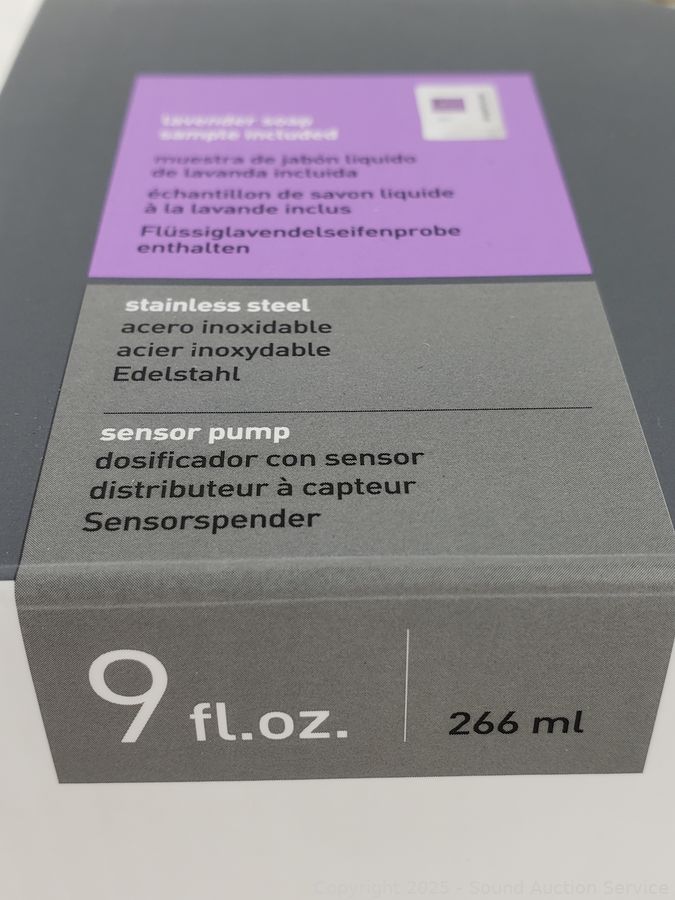 lavender soap
sample included
muestra de jabón líquido
de lavanda incluida
échantillon de savon liquide
à la lavande inclus
Flüssiglavendelseifenprobe
enthalten
stainless steel
acero inoxidable
acier inoxydable
Edelstahl
sensor pump
dosificador con sensor
distributeur à capteur
Sensorspender
9 fl.oz.
266 ml
Copyright 2025 - Sound Auction Service